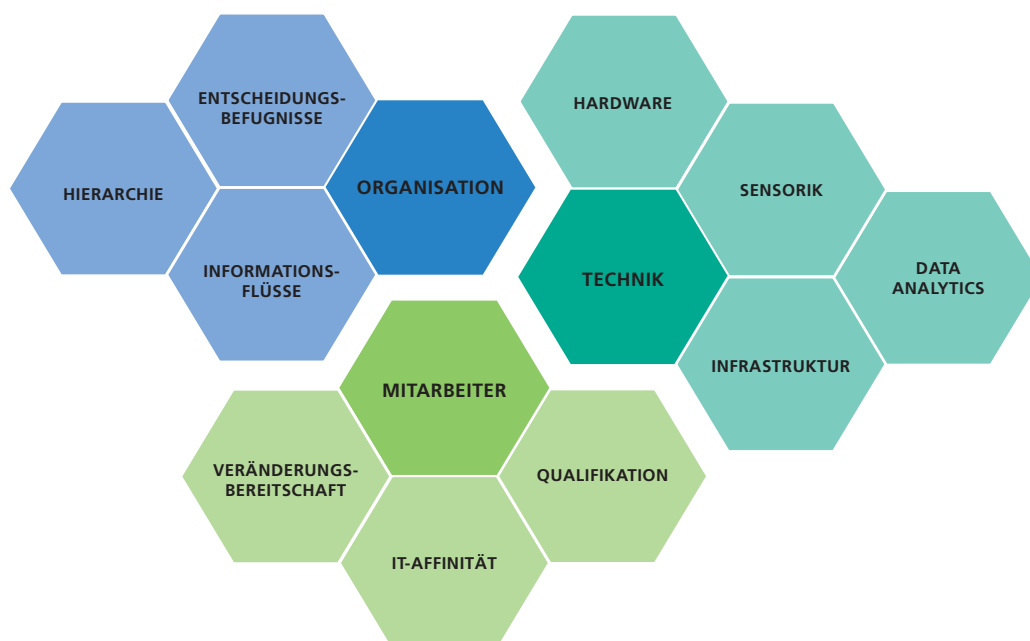 ENTSCHEIDUNGS-
BEFUGNISSE
HIERARCHIE
ORGANISATION
INFORMATIONS-
FLÜSSE
HARDWARE
SENSORIK
TECHNIK
DATA
ANALYTICS
INFRASTRUKTUR
MITARBEITER
VERÄNDERUNGS-
BEREITSCHAFT
QUALIFIKATION
IT-AFFINITÄT